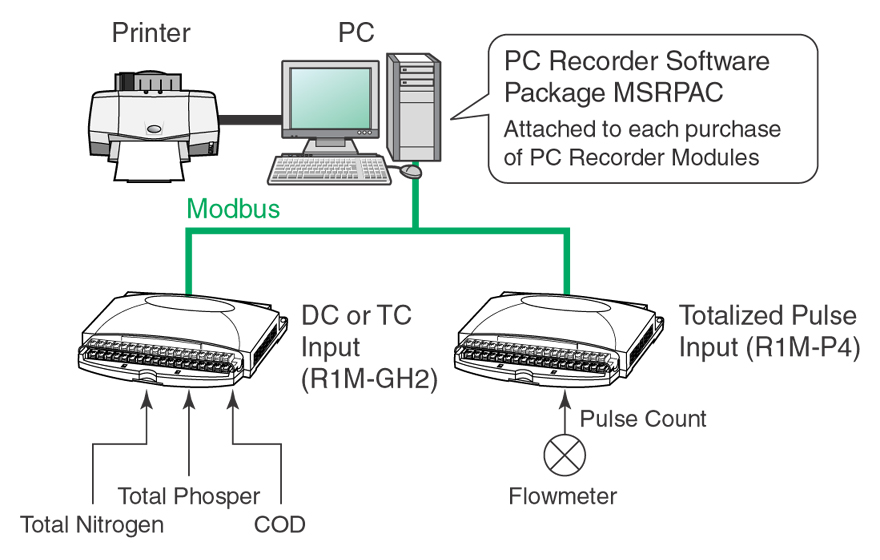 Printer
PC
PC Recorder Software
Package MSRPAC
Attached to each purchase
of PC Recorder Modules
Modbus
DC or TC
Input
(R1M-GH2)
Totalized Pulse
Input (R1M-P4)
Pulse Count
Flowmeter
Total Phosper
Total Nitrogen
COD